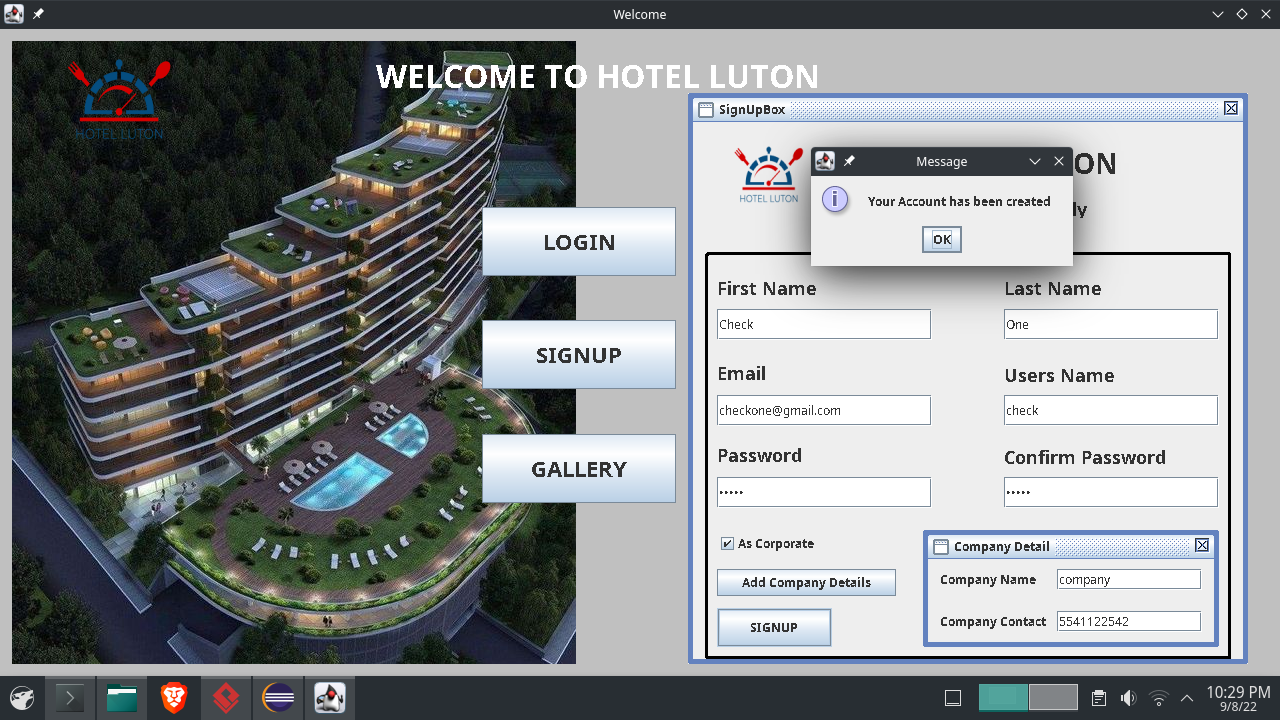 Welcome
WELCOME TO HOTEL LUTON
HOTEL LUTON
LOGIN
SIGNUP
GALLERY
SignUpBox
HOTEL LUTON
ON
ly
Message
Your Account has been created
OK
First Name
Last Name
Check
One
Email
Users Name
checkone@gmail.com
check
Password
Confirm Password
•••••
•••••
As Corporate
Add Company Details
SIGNUP
Company Detail
Company Name
company
Company Contact
5541122542
10:29 PM
9/8/22